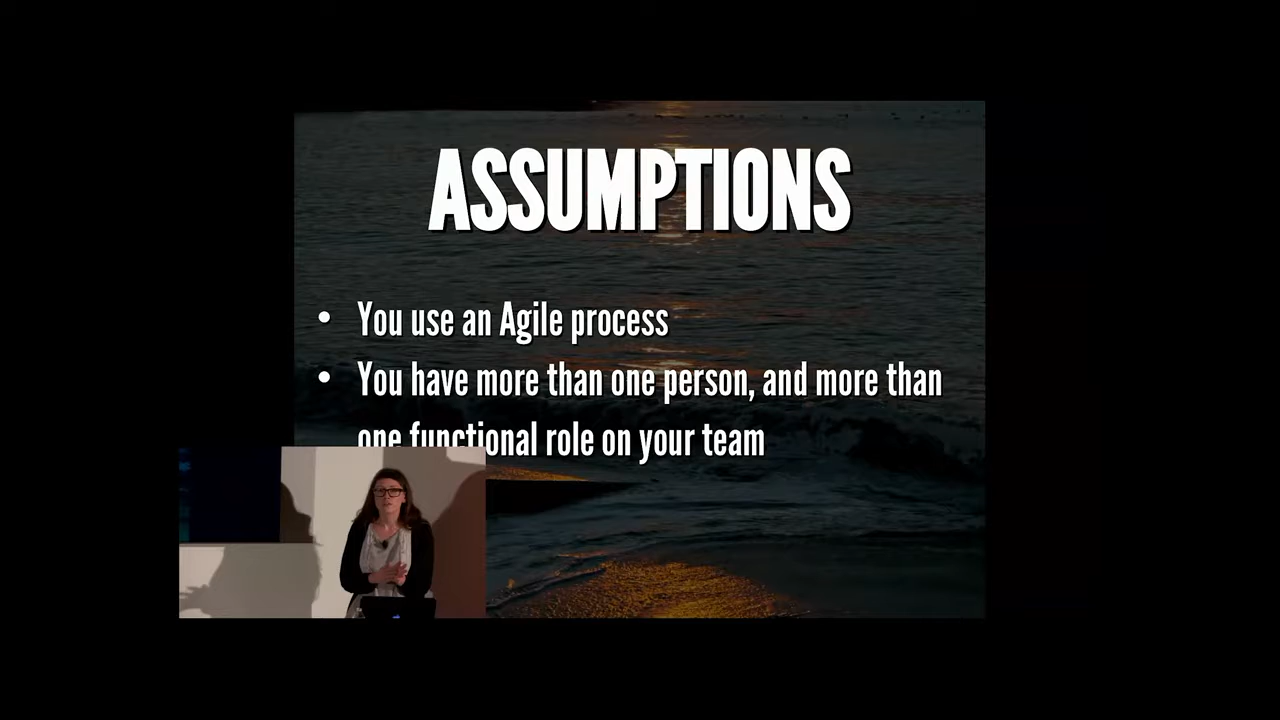 ASSUMPTIONS
• You use an Agile process
• You have more than one person, and more than
one functional role on your team